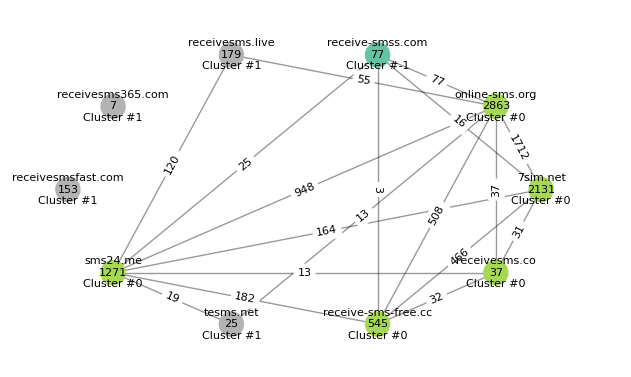 receivesms.live
179
Cluster #1
receive-smss.com
77
Cluster #-1
receivesms365.com
7
Cluster #1
online-sms.org
2863
Cluster #0
receivesmsfast.com
153
Cluster #1
7sim.net
2131
Cluster #0
sms24.me
1271
Cluster #0
receivesms.co
37
Cluster #0
tesms.net
25
Cluster #1
receive-sms-free.cc
545
Cluster #0
55
77
16
1712
120
25
948
3
37
13
508
164
31
466
13
182
19
32